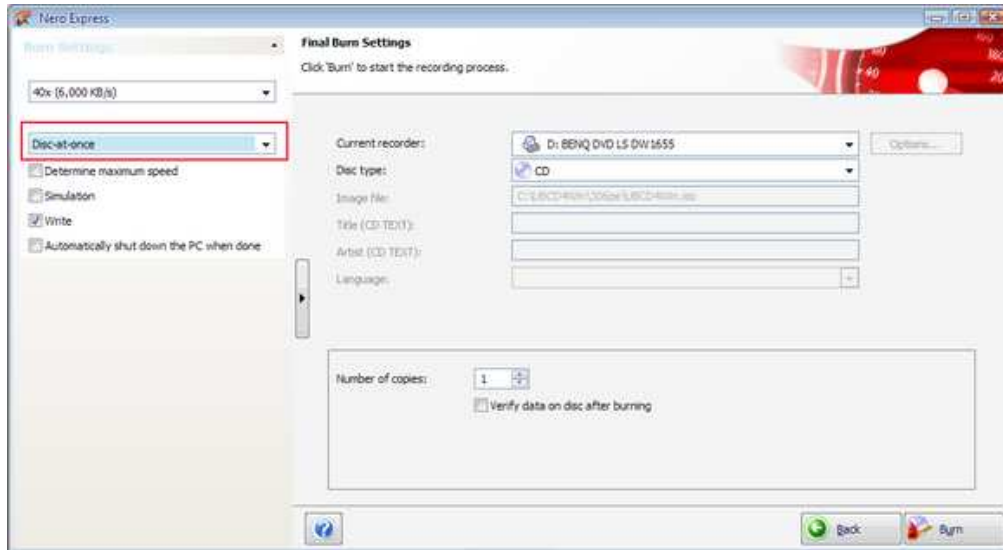 Nero Express
Burn Settings
40x (6,000 KB/s)
Disc-at-once
Determine maximum speed
Simulation
Write
Automatically shut down the PC when done
Final Burn Settings
Click 'Burn' to start the recording process.
Current recorder:
D: BENQ DVD LS DW1655
Options...
Disc type:
CD
Image file:
Title (CD TEXT):
Artist (CD TEXT):
Language:
Number of copies:
1
Verify data on disc after burning
Back
Burn